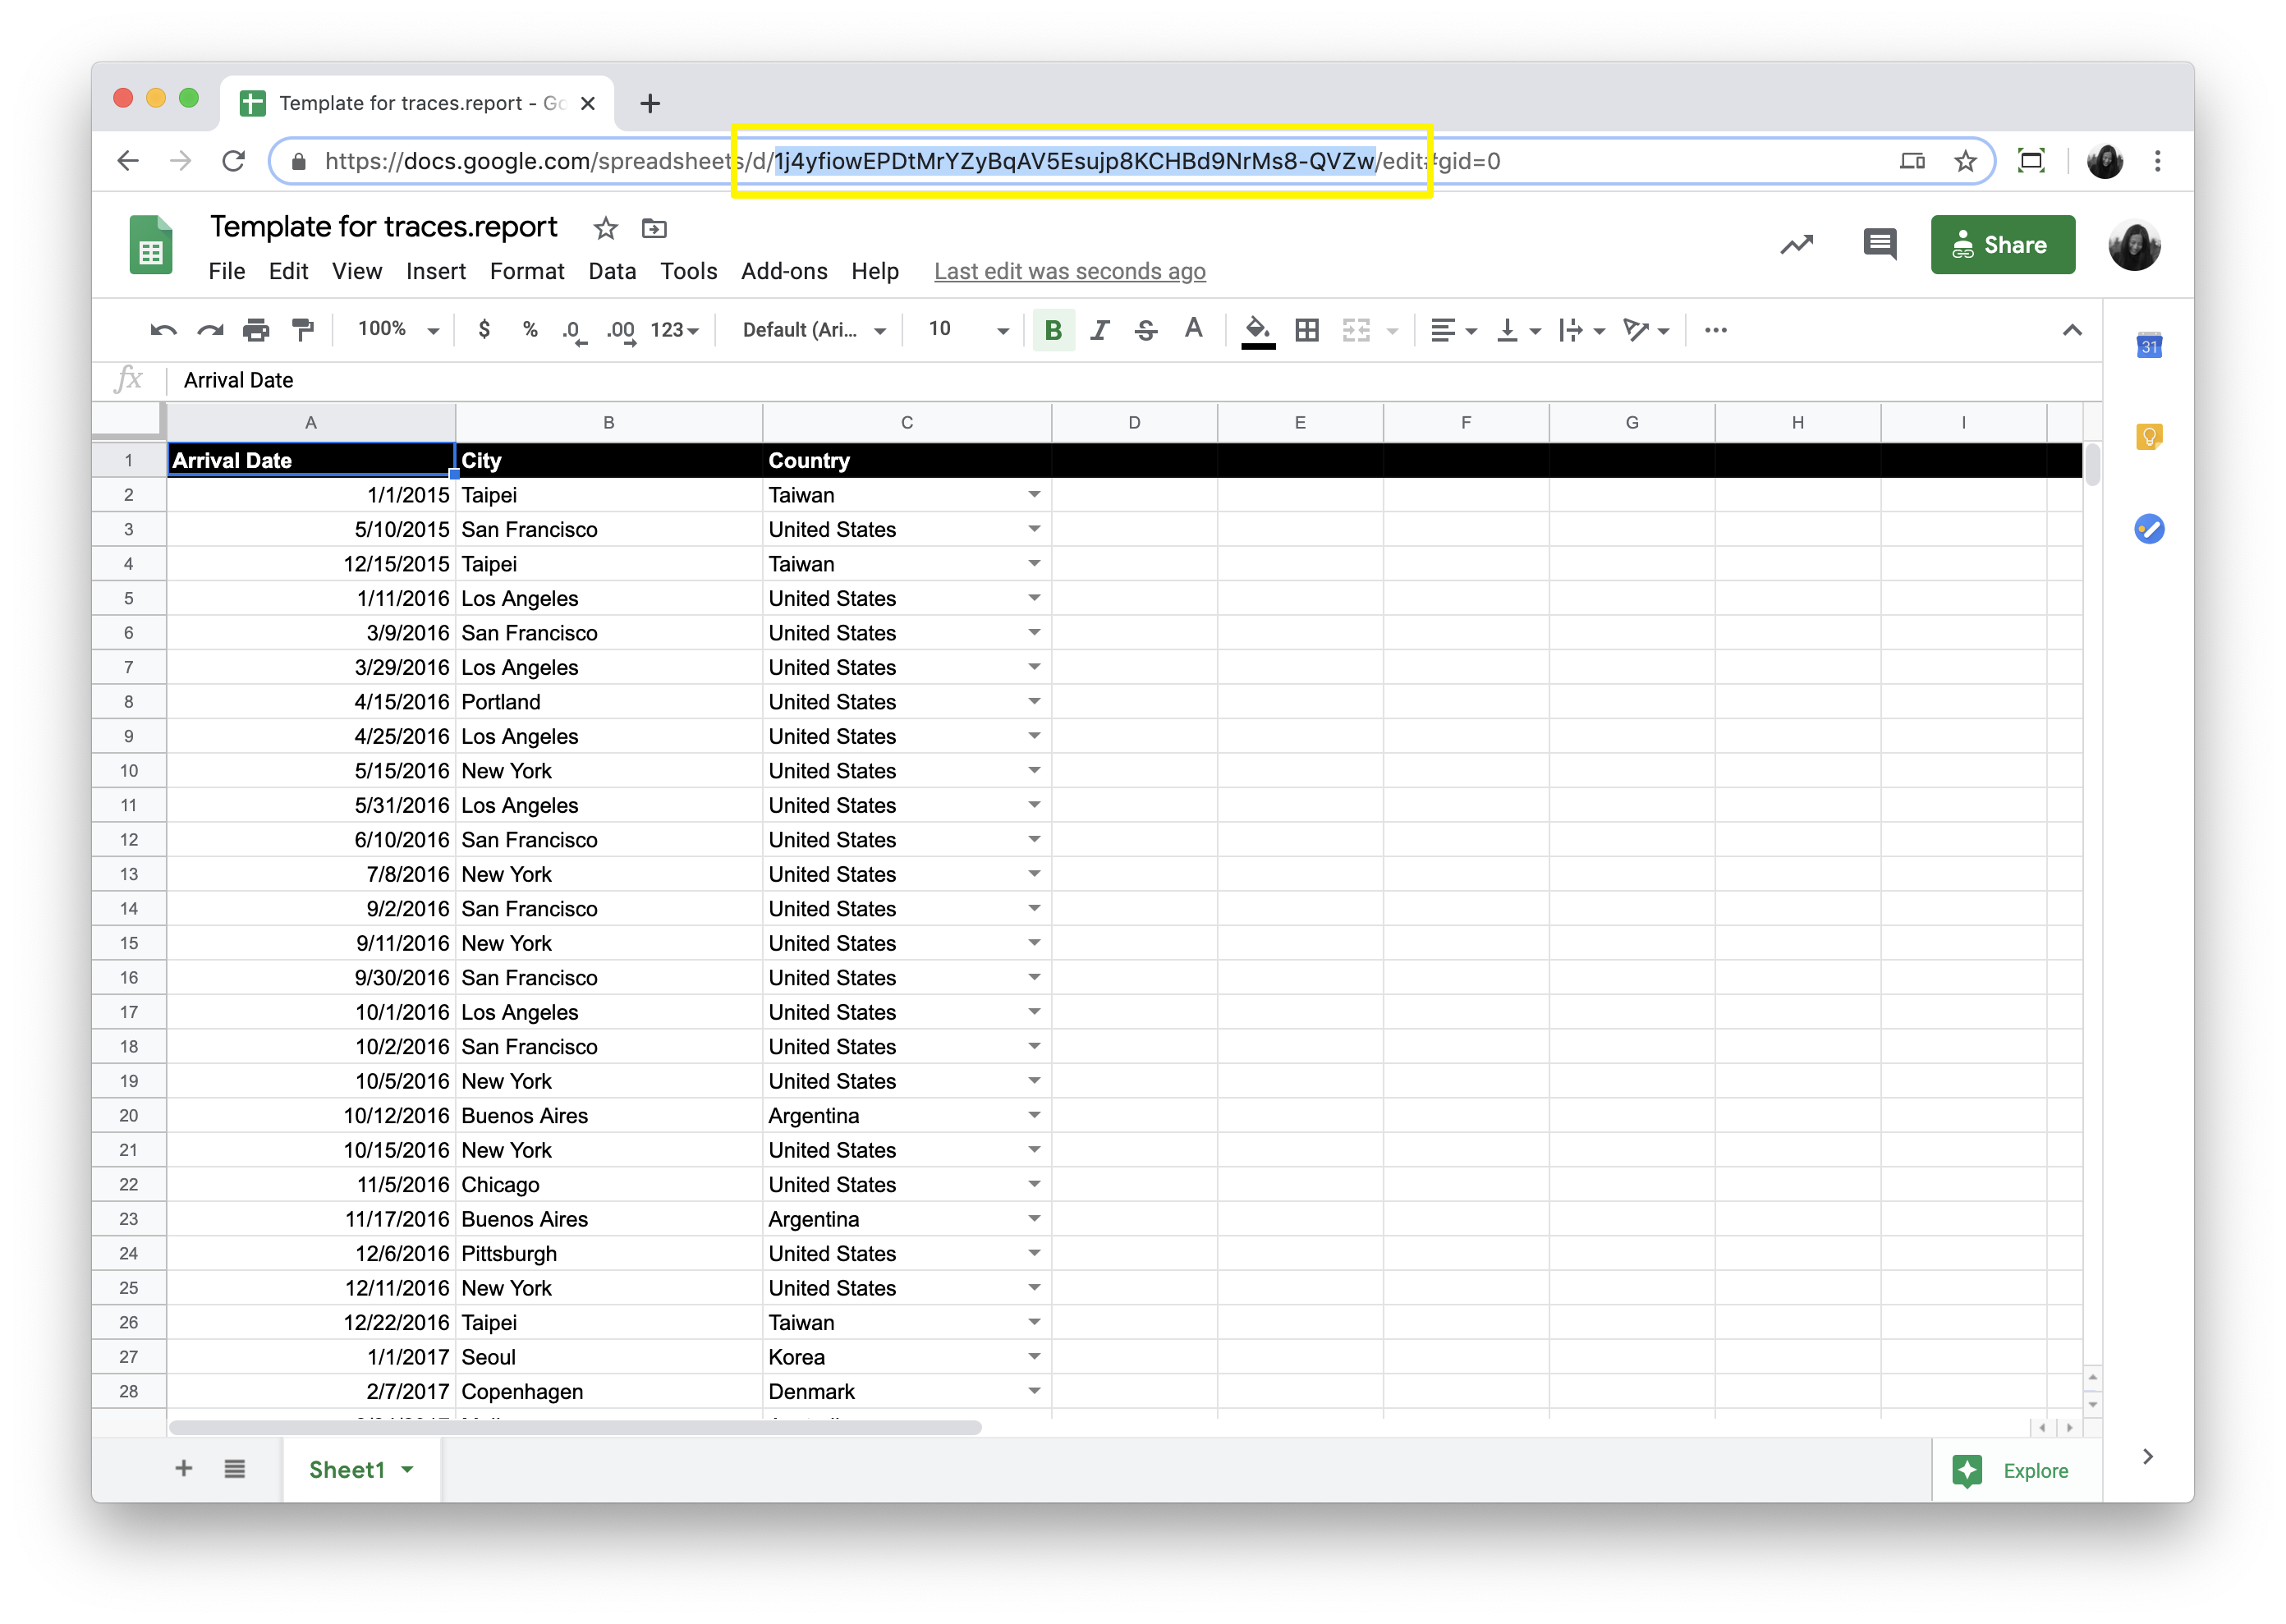 Template for traces.report - Go
https://docs.google.com/spreadsheets/d/1j4yfiowEPDtMrYZyBqAV5Esujp8KCHBd9NrMs8-QVZw/edit#gid=0
Template for traces.report
Share
File Edit View Insert Format Data Tools Add-ons Help Last edit was seconds ago
100% $ % .0 .00 123 Default (Ari... 10 B I S A
31
fx Arrival Date
A B C D E F G H I
1 Arrival Date City Country
2 1/1/2015 Taipei Taiwan
3 5/10/2015 San Francisco United States
4 12/15/2015 Taipei Taiwan
5 1/11/2016 Los Angeles United States
6 3/9/2016 San Francisco United States
7 3/29/2016 Los Angeles United States
8 4/15/2016 Portland United States
9 4/25/2016 Los Angeles United States
10 5/15/2016 New York United States
11 5/31/2016 Los Angeles United States
12 6/10/2016 San Francisco United States
13 7/8/2016 New York United States
14 9/2/2016 San Francisco United States
15 9/11/2016 New York United States
16 9/30/2016 San Francisco United States
17 10/1/2016 Los Angeles United States
18 10/2/2016 San Francisco United States
19 10/5/2016 New York United States
20 10/12/2016 Buenos Aires Argentina
21 10/15/2016 New York United States
22 11/5/2016 Chicago United States
23 11/17/2016 Buenos Aires Argentina
24 12/6/2016 Pittsburgh United States
25 12/11/2016 New York United States
26 12/22/2016 Taipei Taiwan
27 1/1/2017 Seoul Korea
28 2/7/2017 Copenhagen Denmark
Sheet1
Explore